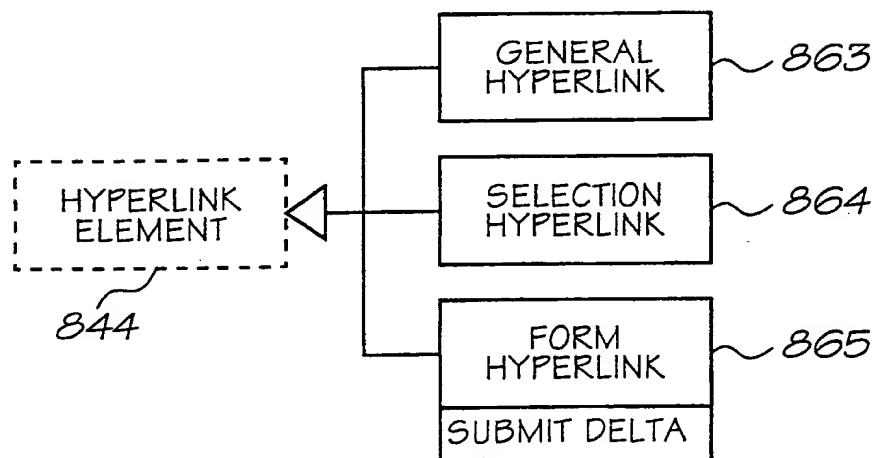 GENERAL
HYPERLINK
863
HYPERLINK
ELEMENT
844
SELECTION
HYPERLINK
864
FORM
HYPERLINK
865
SUBMIT DELTA